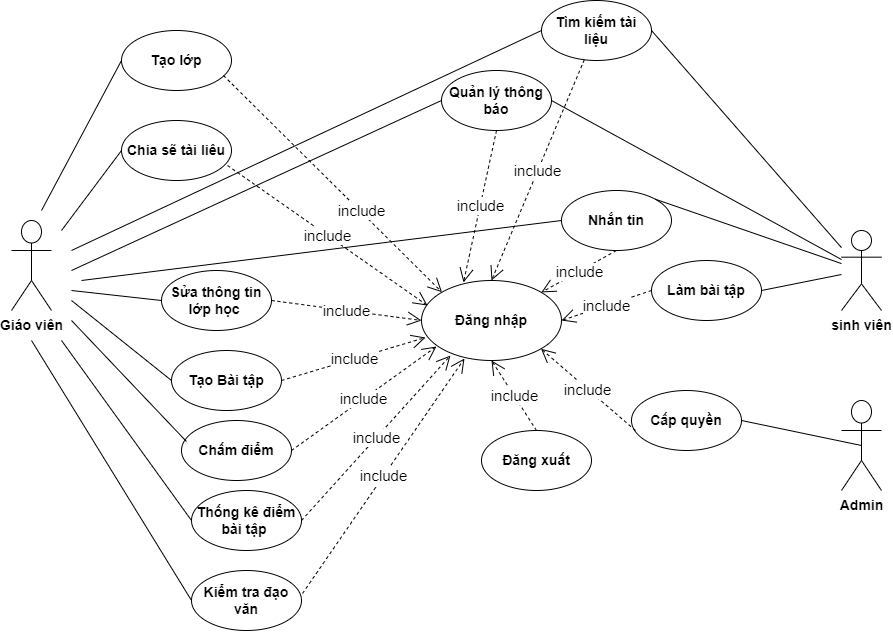 Tìm kiếm tài
liệu
Tạo lớp
Quản lý thông
báo
Chia sẽ tài liêu
include
include
include
include
Nhắn tin
include
Sửa thông tin
lớp học
include
Đăng nhập
include
Làm bài tập
Giáo viên
sinh viên
Tạo Bài tập
include
include
include
include
Cấp quyền
Chấm điểm
include
Đăng xuất
include
Thống kê điểm
bài tập
Admin
Kiểm tra đạo
văn